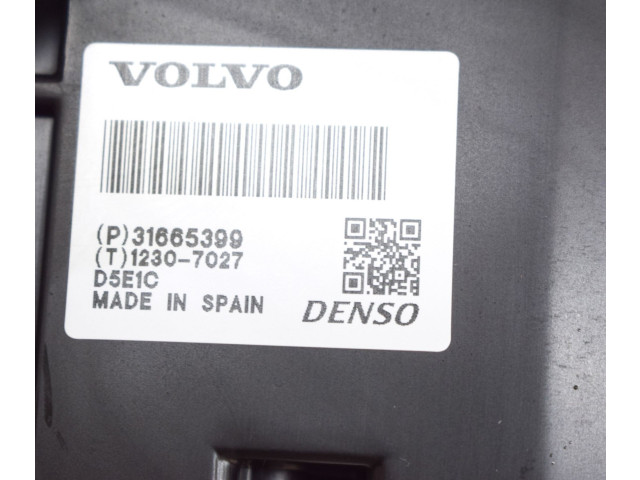 VOLVO
(P)31665399
(T)1230-7027
D5E1C
MADE IN SPAIN
DENSO